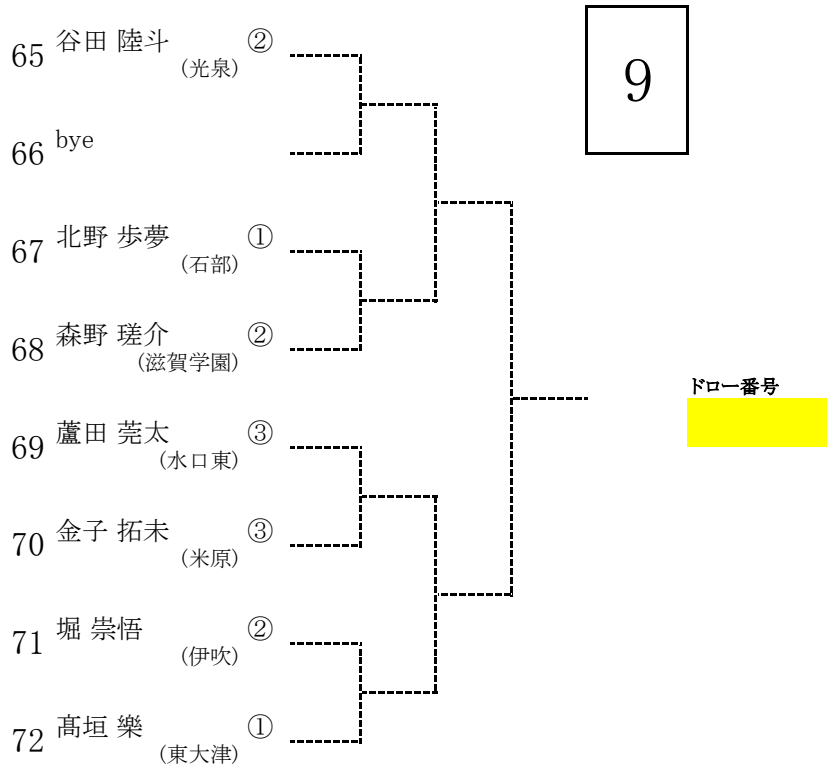 9
65 谷田 陸斗 ②
(光泉)
66 bye
67 北野 歩夢 ①
(石部)
68 森野 瑳介 ②
(滋賀学園)
ドロー番号
69 蘆田 莞太 ③
(水口東)
70 金子 拓未 ③
(米原)
71 堀 崇悟 ②
(伊吹)
72 髙垣 樂 ①
(東大津)